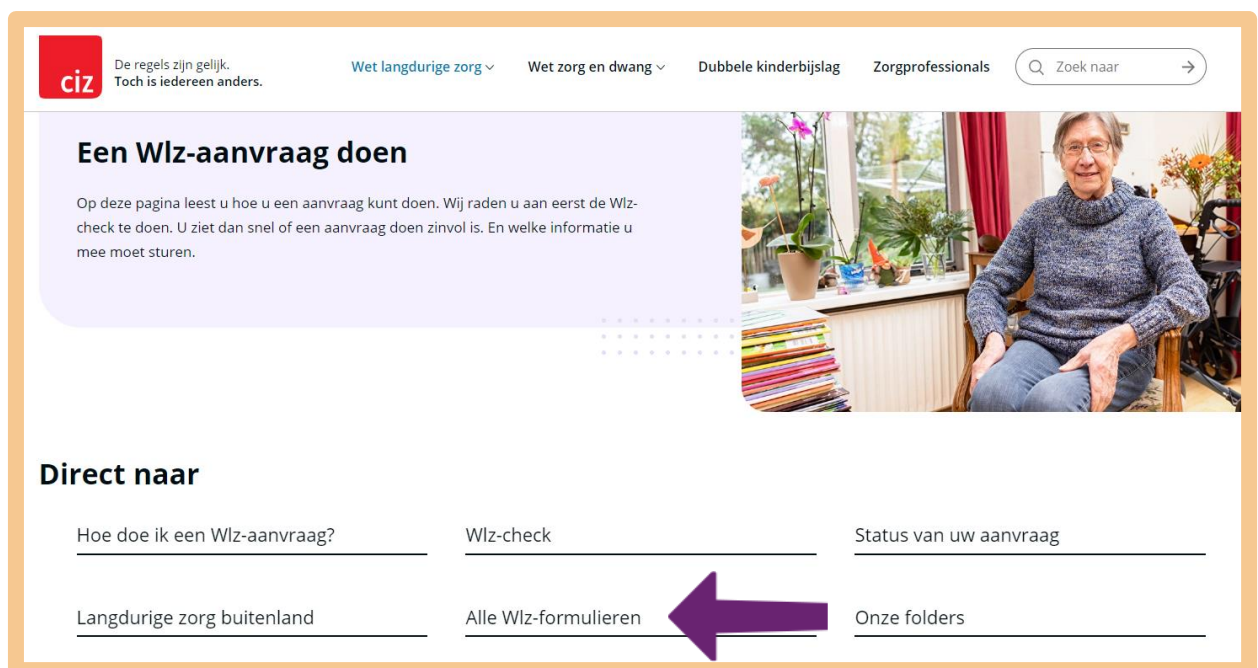 ciz
De regels zijn gelijk.
Toch is iedereen anders.
Wet langdurige zorg
Wet zorg en dwang
Dubbele kinderbijslag
Zorgprofessionals
Zoek naar
Een Wlz-aanvraag doen
Op deze pagina leest u hoe u een aanvraag kunt doen. Wij raden u aan eerst de Wlz-
check te doen. U ziet dan snel of een aanvraag doen zinvol is. En welke informatie u
mee moet sturen.
Direct naar
Hoe doe ik een Wlz-aanvraag?
Wlz-check
Status van uw aanvraag
Langdurige zorg buitenland
Alle Wlz-formulieren
Onze folders